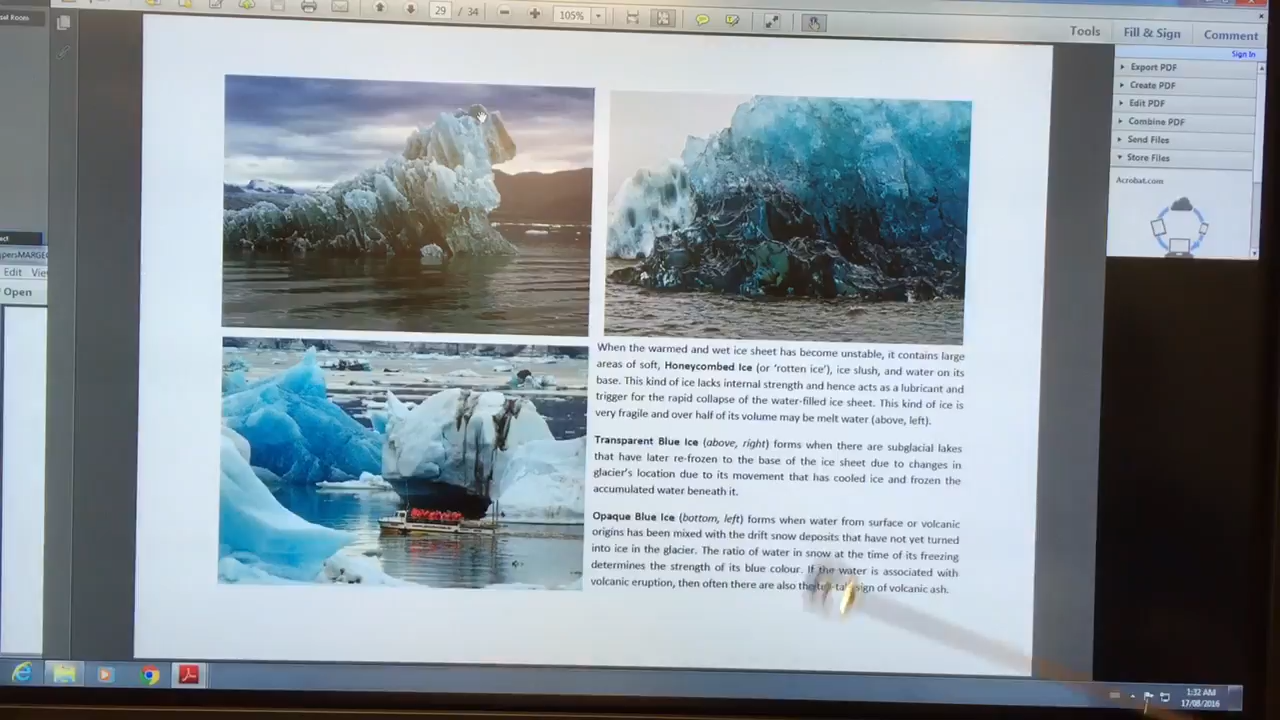 29 / 34
105%
Tools
Fill & Sign
Comment
Sign In
Export PDF
Create PDF
Edit PDF
Combine PDF
Send Files
Store Files
Acrobat.com
Edit
Open
When the warmed and wet ice sheet has become unstable, it contains large
areas of soft, Honeycombed Ice (or 'rotten ice'), ice slush, and water on its
base. This kind of ice lacks internal strength and hence acts as a lubricant and
trigger for the rapid collapse of the water-filled ice sheet. This kind of ice is
very fragile and over half of its volume may be melt water (above, left).
Transparent Blue Ice (above, right) forms when there are subglacial lakes
that have later re-frozen to the base of the ice sheet due to changes in
glacier's location due to its movement that has cooled ice and frozen the
accumulated water beneath it.
Opaque Blue Ice (bottom, left) forms when water from surface or volcanic
origins has been mixed with the drift snow deposits that have not yet turned
into ice in the glacier. The ratio of water in snow at the time of its freezing
determines the strength of its blue colour. If the water is associated with
volcanic eruption, then often there are also the sign of volcanic ash.
1:32 AM
17/08/2016